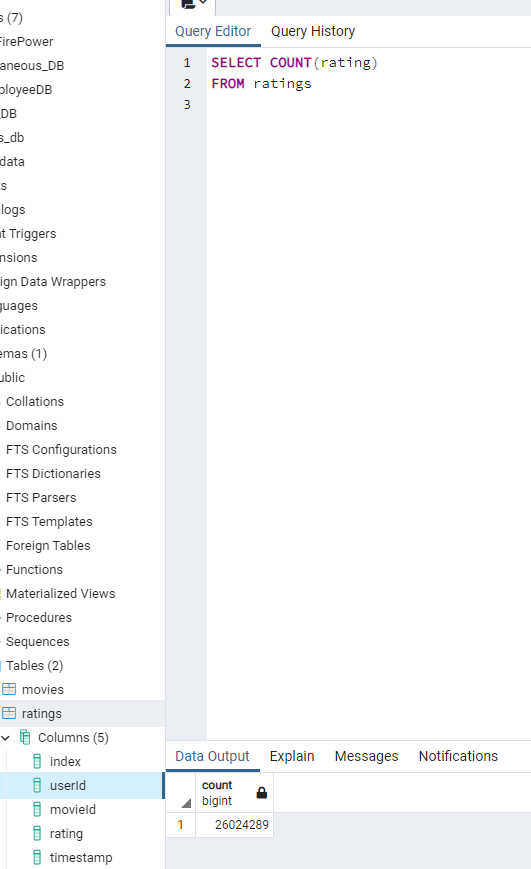 s (7)
FirePower
aneous_DB
ployeeDB
_DB
s_db
data
ts
logs
t Triggers
nsions
ign Data Wrappers
guages
ications
emas (1)
ublic
Collations
Domains
FTS Configurations
FTS Dictionaries
FTS Parsers
FTS Templates
Foreign Tables
Functions
Materialized Views
Procedures
Sequences
Tables (2)
movies
ratings
Columns (5)
index
userId
movieId
rating
timestamp
Query Editor Query History
1 SELECT COUNT(rating)
2 FROM ratings
3
Data Output Explain Messages Notifications
count
bigint
1 26024289